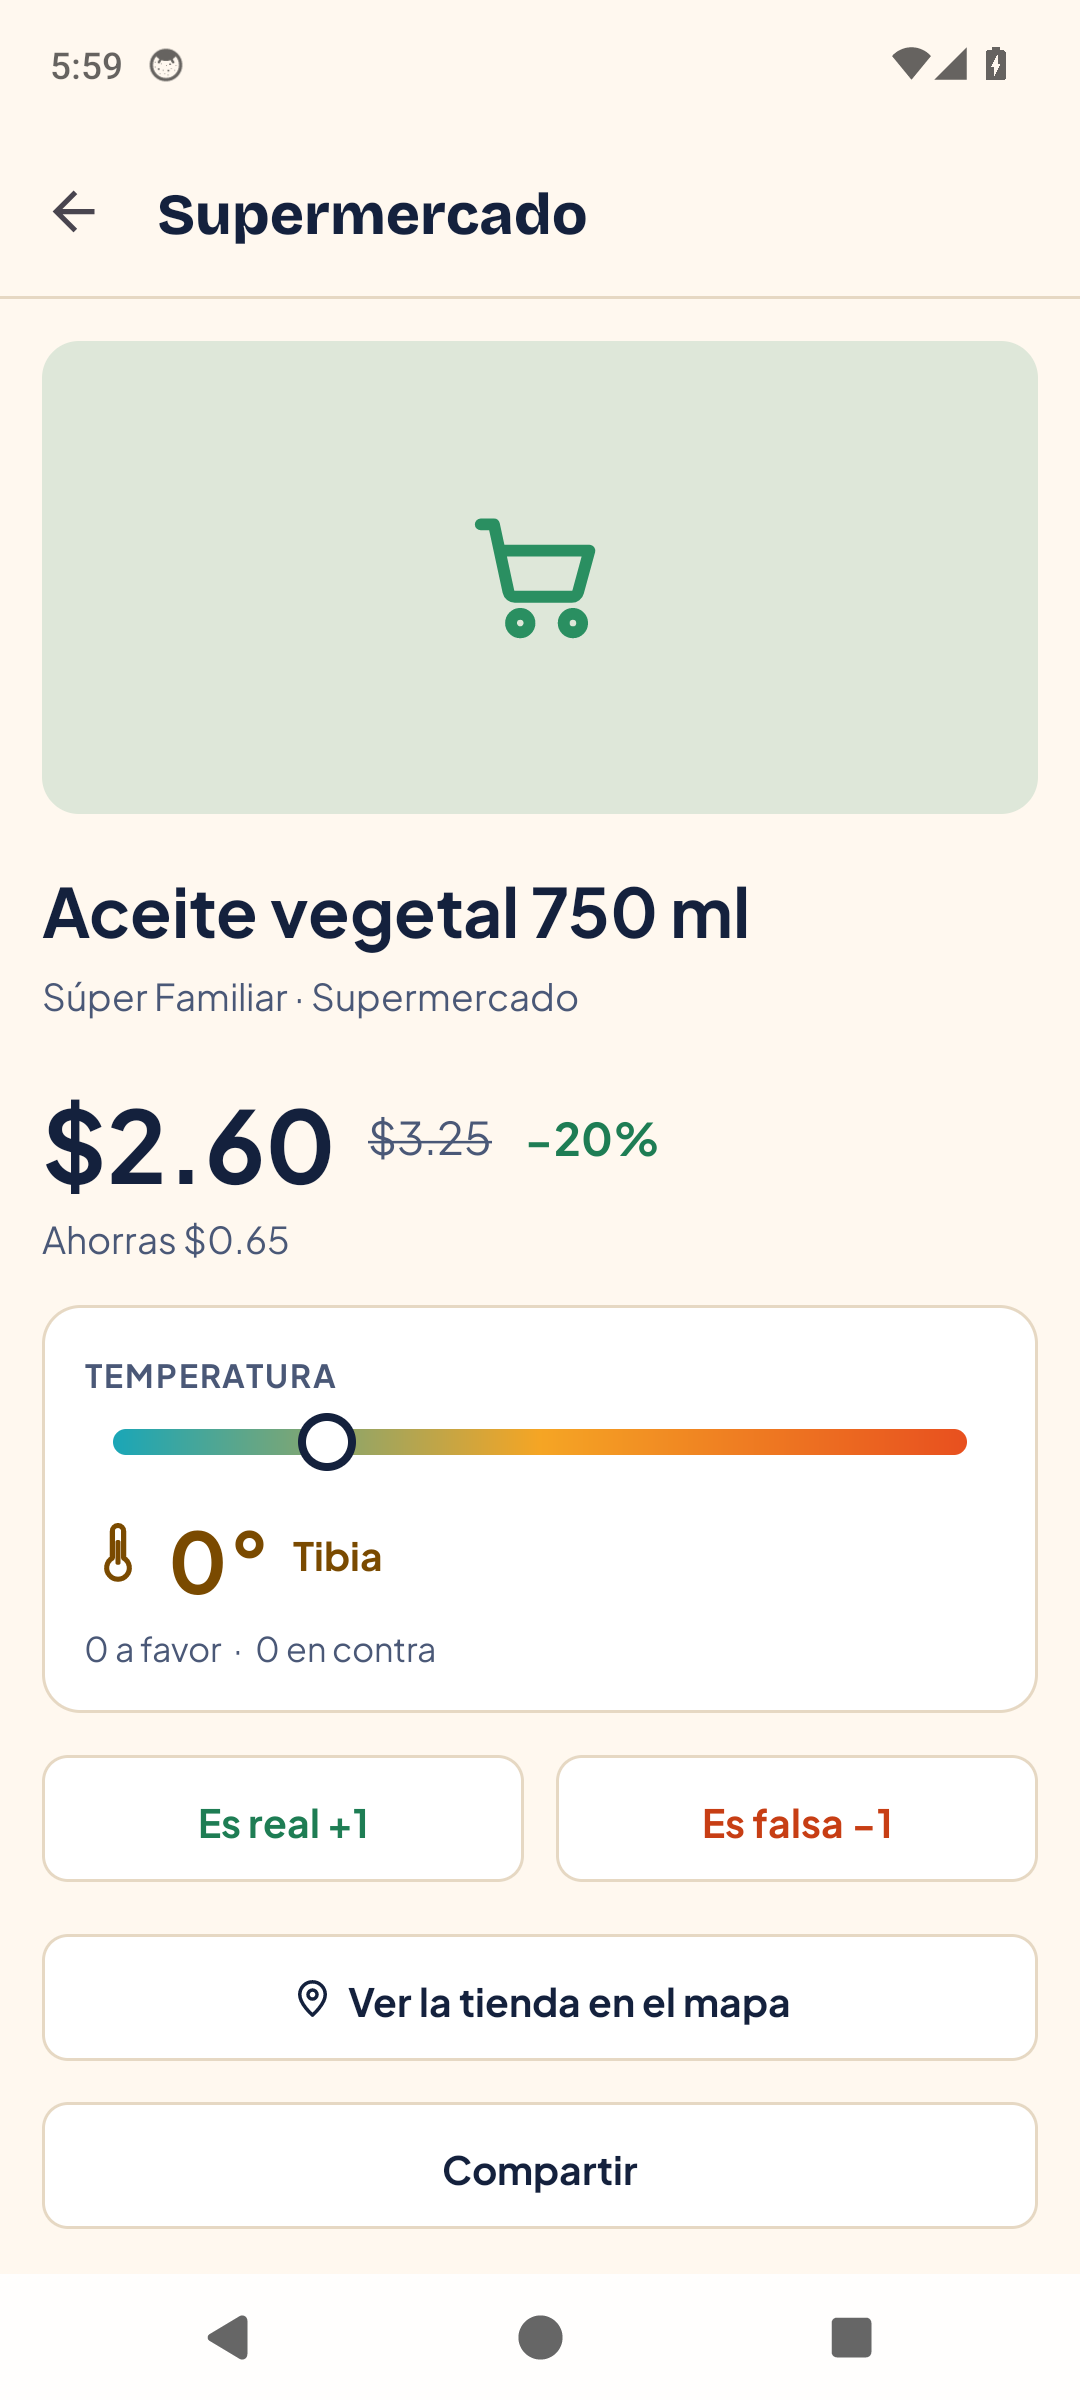 5:59
Supermercado
Aceite vegetal 750 ml
Súper Familiar · Supermercado
$2.60 $3.25 −20%
Ahorras $0.65
TEMPERATURA
0° Tibia
0 a favor · 0 en contra
Es real +1 Es falsa −1
Ver la tienda en el mapa
Compartir